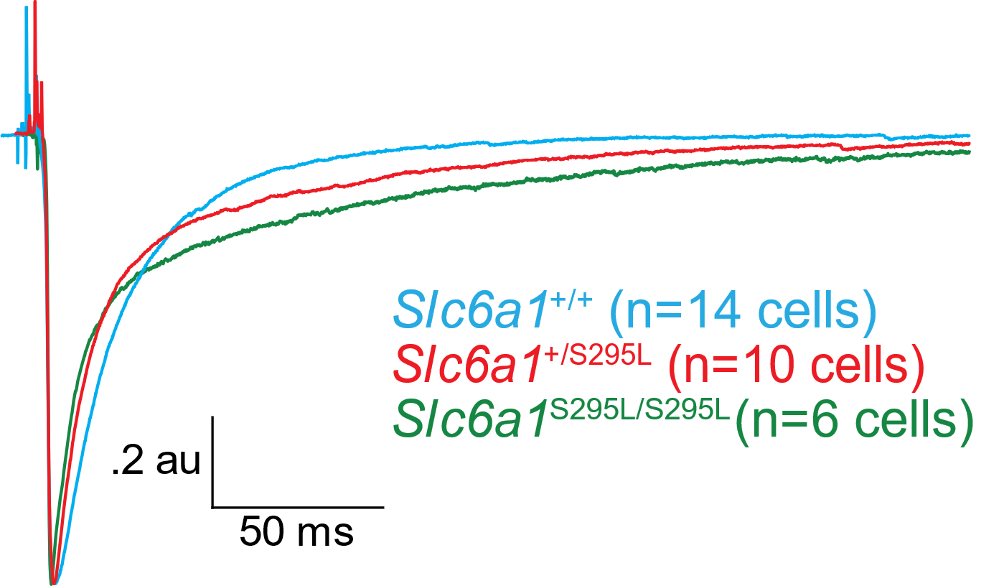 Slc6a1+/+ (n=14 cells)
Slc6a1+/S295L (n=10 cells)
Slc6a1S295L/S295L (n=6 cells)
.2 au
50 ms